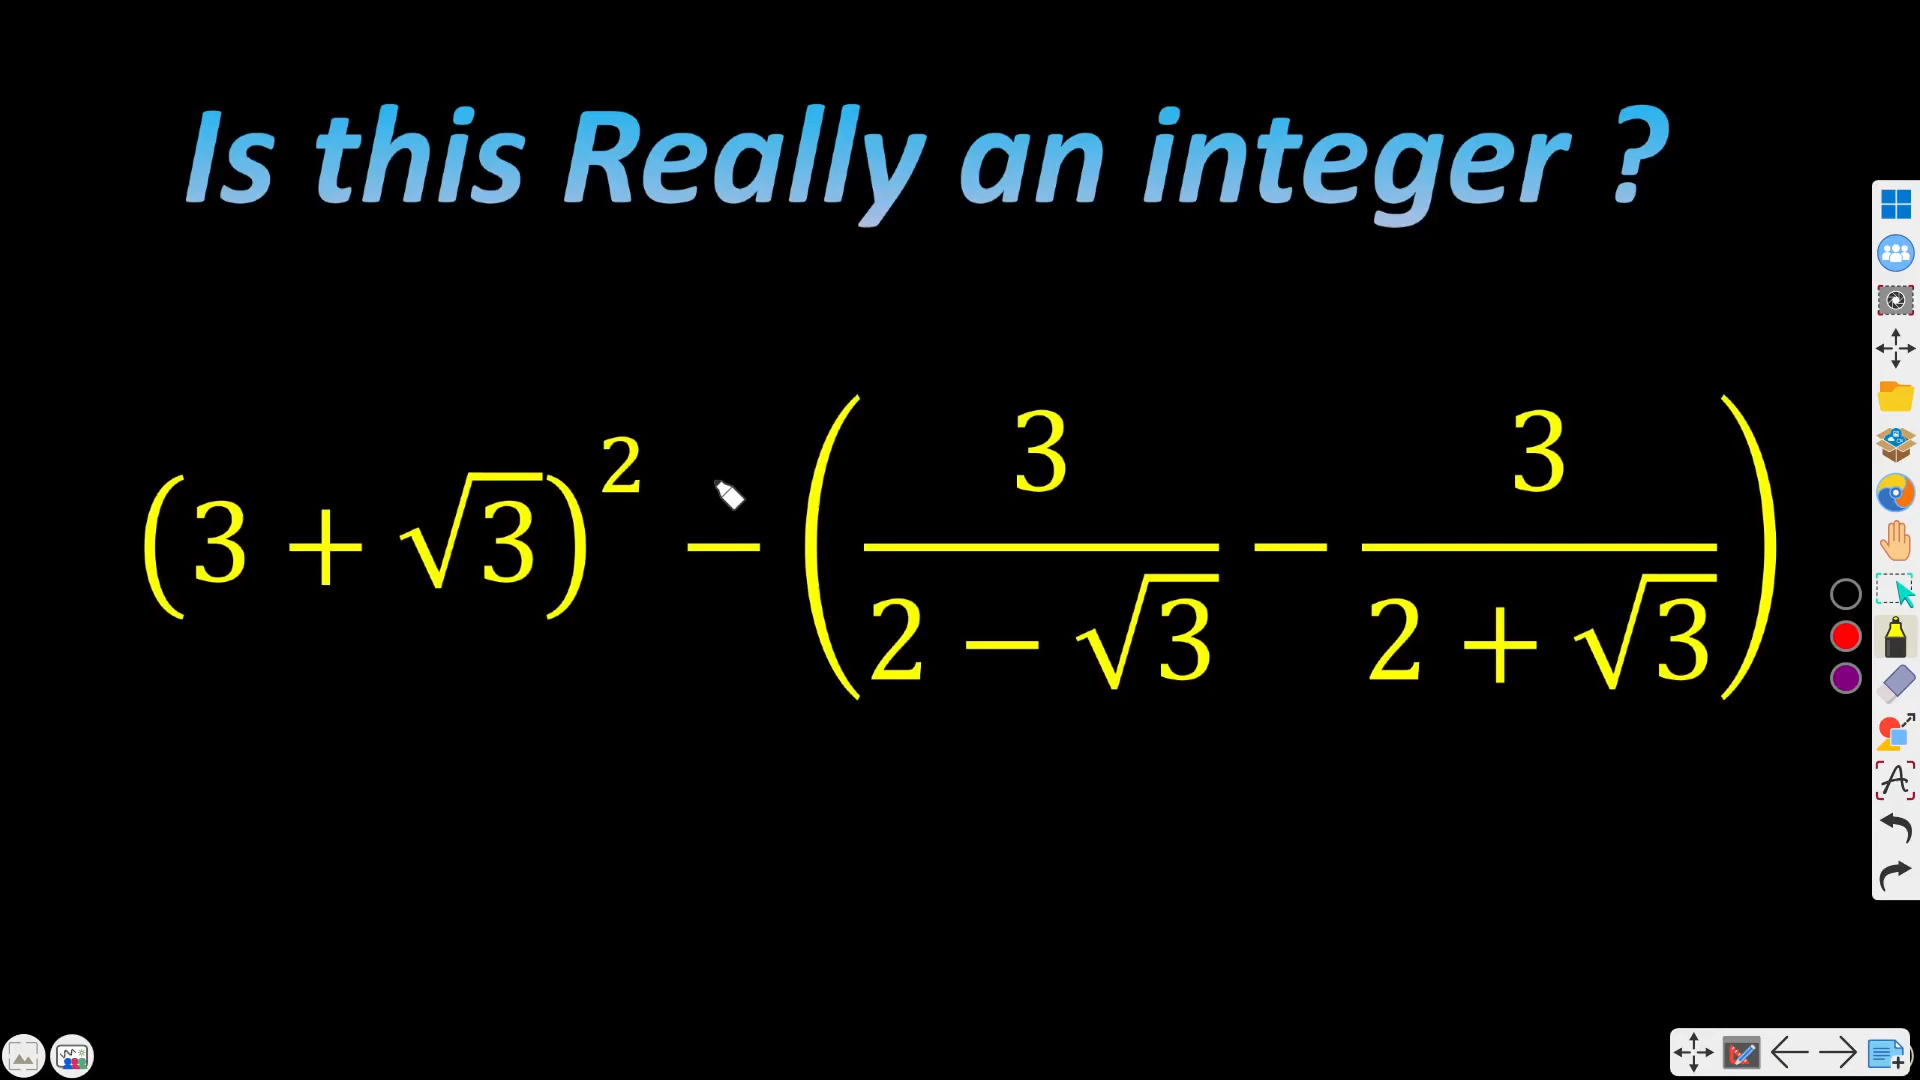 Is this Really an integer ?
(3 + √3)² − (3/(2 − √3) − 3/(2 + √3))